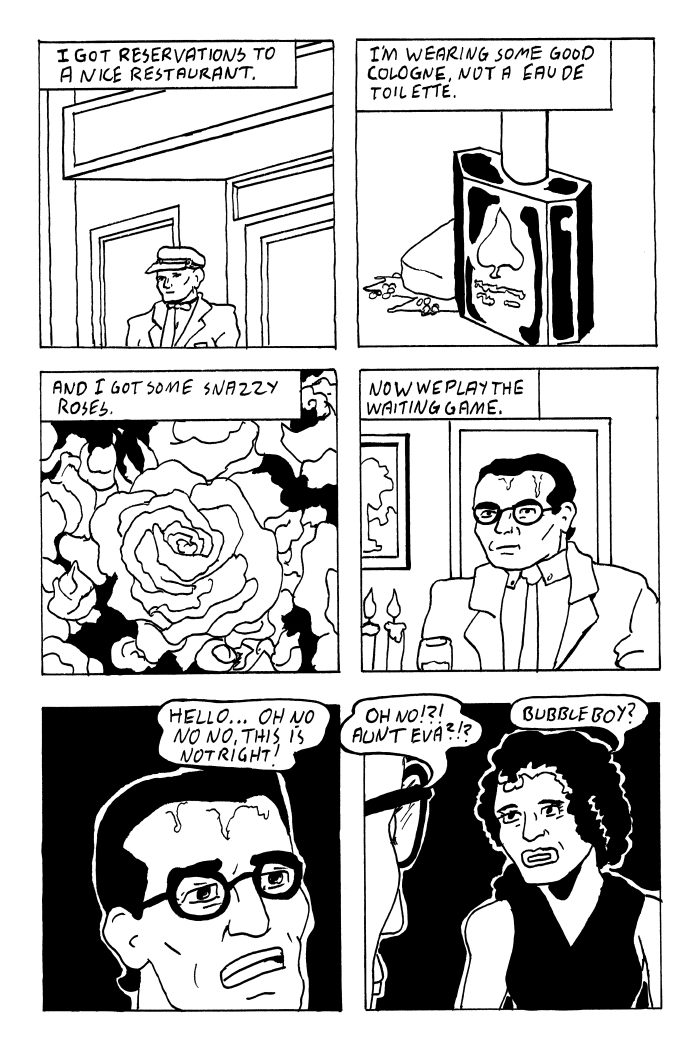 I GOT RESERVATIONS TO
A NICE RESTAURANT.
I'M WEARING SOME GOOD
COLOGNE, NOT A EAU DE
TOILETTE.
AND I GOT SOME SNAZZY
ROSES.
NOW WE PLAY THE
WAITING GAME.
HELLO... OH NO
NO NO, THIS IS
NOT RIGHT!
OH NO!?!
AUNT EVA?!?
BUBBLE BOY?